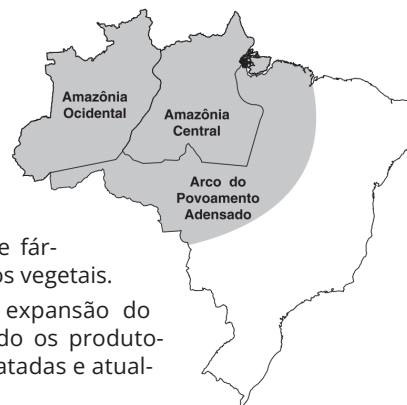 Amazônia
Ocidental
Amazônia
Central
Arco do
Povoamento
Adensado
e fár-
os vegetais.
expansão do
do os produto-
atadas e atual-